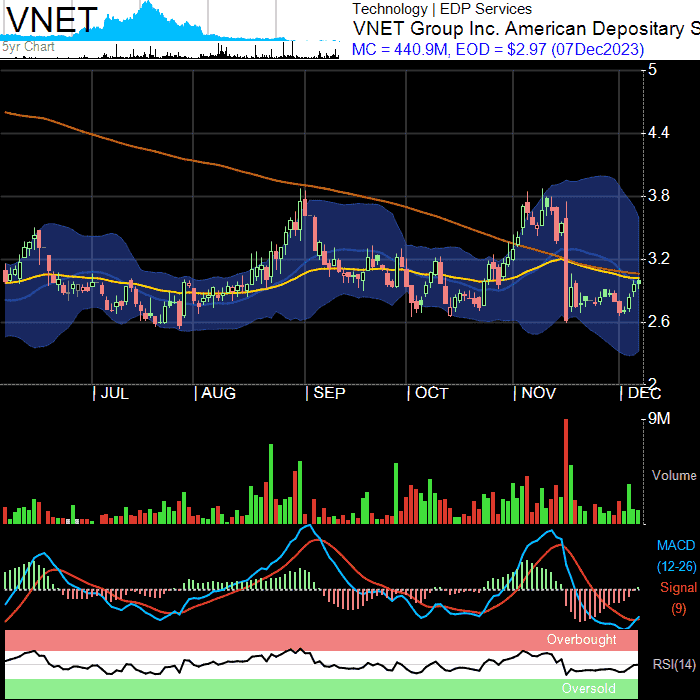 VNET
5yr Chart
Technology | EDP Services
VNET Group Inc. American Depositary S
MC = 440.9M, EOD = $2.97 (07Dec2023)
5
4.4
3.8
3.2
2.6
2
JUL AUG SEP OCT NOV DEC
9M
Volume
MACD
(12-26)
Signal
(9)
Overbought
RSI(14)
Oversold